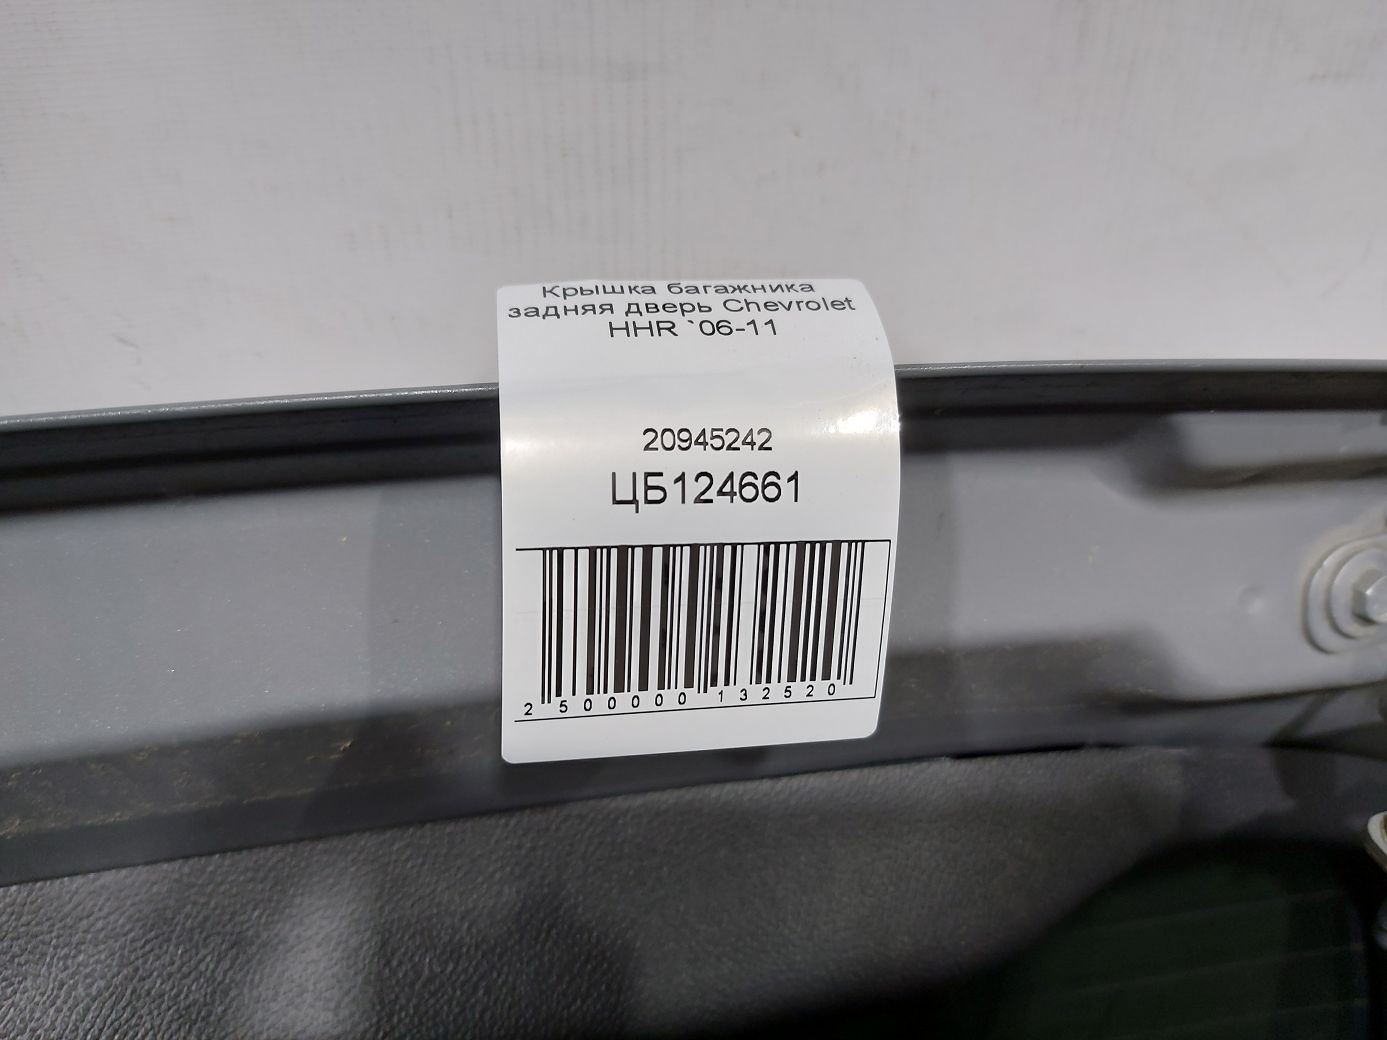 Крышка багажника
задняя дверь Chevrolet
HHR `06-11
20945242
ЦБ124661
2 500000 132520